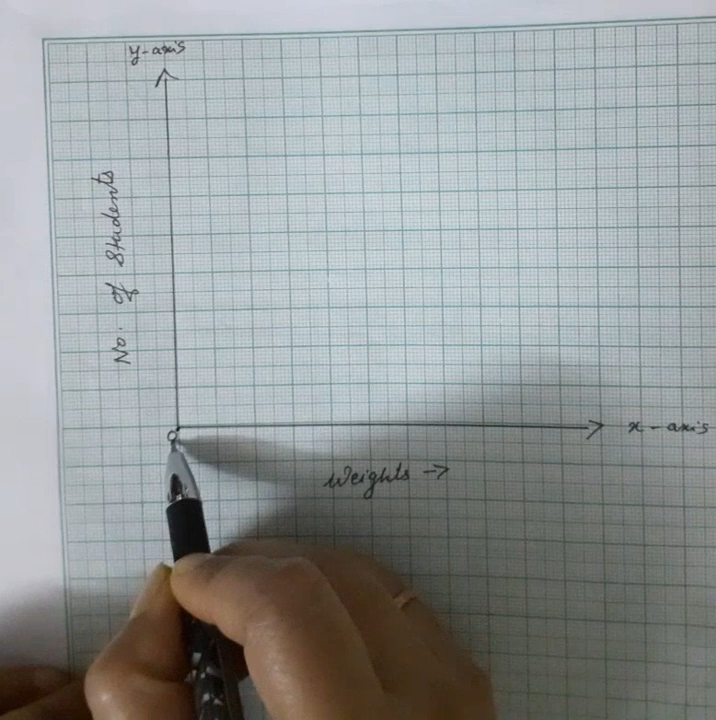 y-axis
No. of Students
O
x-axis
Weights →